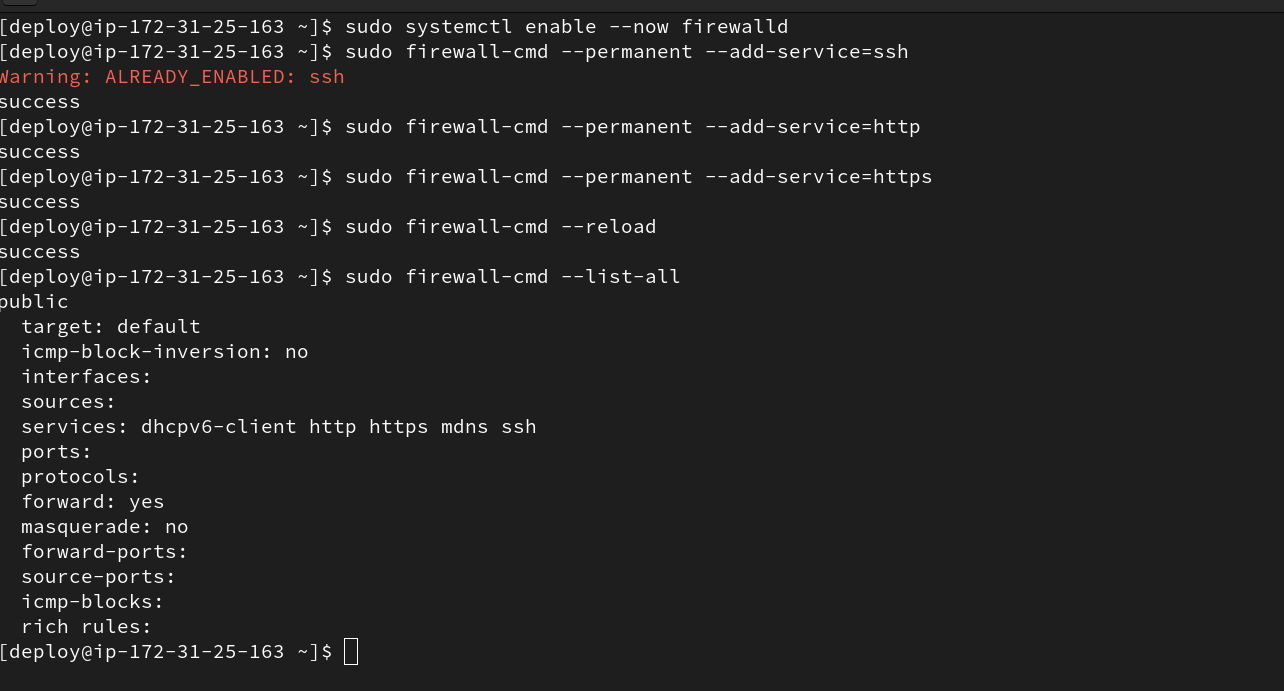 [deploy@ip-172-31-25-163 ~]$ sudo systemctl enable --now firewalld
[deploy@ip-172-31-25-163 ~]$ sudo firewall-cmd --permanent --add-service=ssh
Warning: ALREADY_ENABLED: ssh
success
[deploy@ip-172-31-25-163 ~]$ sudo firewall-cmd --permanent --add-service=http
success
[deploy@ip-172-31-25-163 ~]$ sudo firewall-cmd --permanent --add-service=https
success
[deploy@ip-172-31-25-163 ~]$ sudo firewall-cmd --reload
success
[deploy@ip-172-31-25-163 ~]$ sudo firewall-cmd --list-all
public
  target: default
  icmp-block-inversion: no
  interfaces:
  sources:
  services: dhcpv6-client http https mdns ssh
  ports:
  protocols:
  forward: yes
  masquerade: no
  forward-ports:
  source-ports:
  icmp-blocks:
  rich rules:
[deploy@ip-172-31-25-163 ~]$